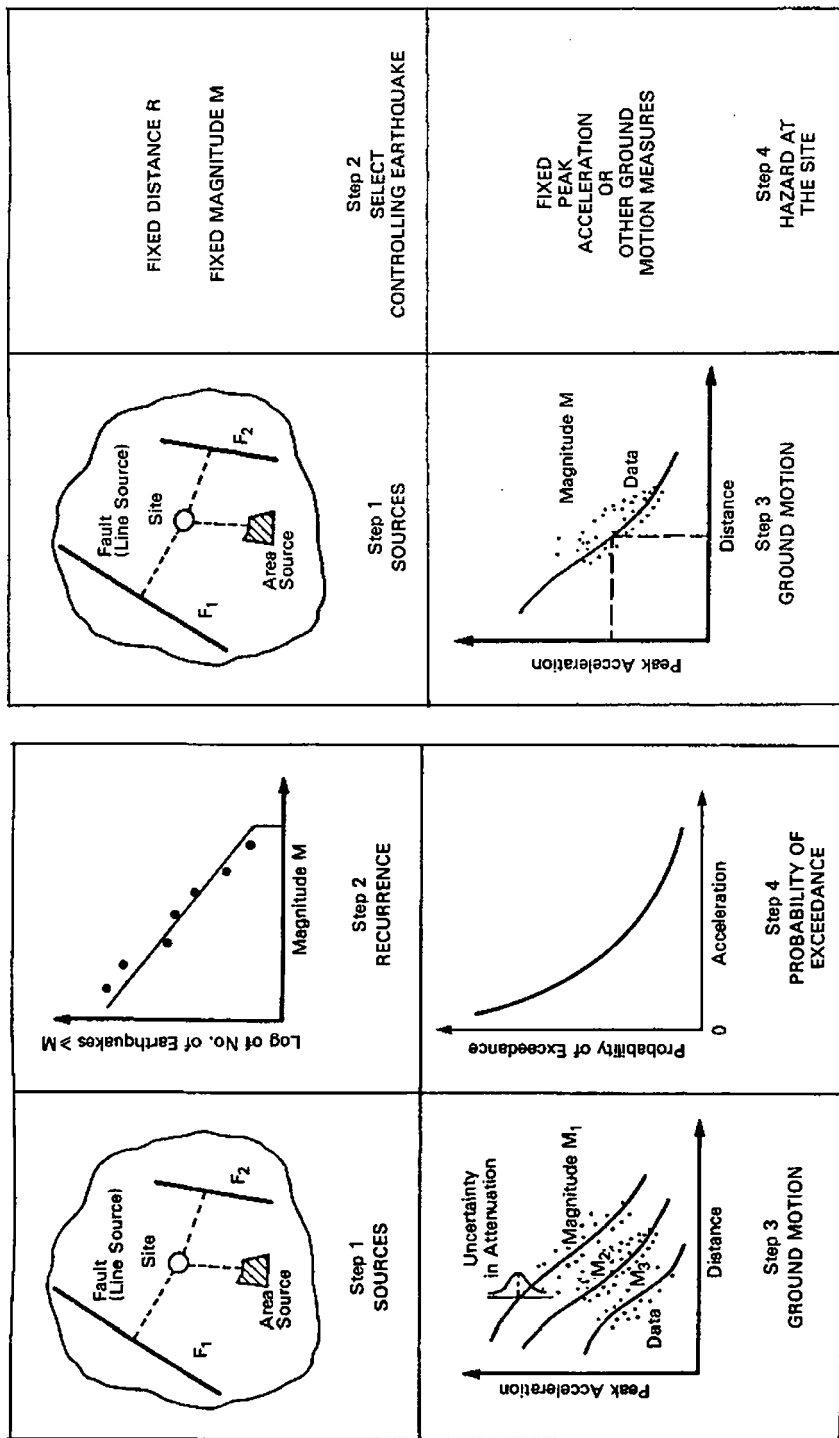 F₁
Fault
(Line Source)
Site
F₂
Area
Source
Step 1
SOURCES
Log of No. of Earthquakes ⩾ M
Magnitude M
Step 2
RECURRENCE
Peak Acceleration
Uncertainty
in Attenuation
Magnitude M₁
M₂
M₃
Data
Distance
Step 3
GROUND MOTION
Probability of Exceedance
0
Acceleration
Step 4
PROBABILITY OF
EXCEEDANCE
F₁
Fault
(Line Source)
Site
F₂
Area
Source
Step 1
SOURCES
FIXED DISTANCE R
FIXED MAGNITUDE M
Step 2
SELECT
CONTROLLING EARTHQUAKE
Peak Acceleration
Magnitude M
Data
Distance
Step 3
GROUND MOTION
FIXED
PEAK
ACCELERATION
OR
OTHER GROUND
MOTION MEASURES
Step 4
HAZARD AT
THE SITE